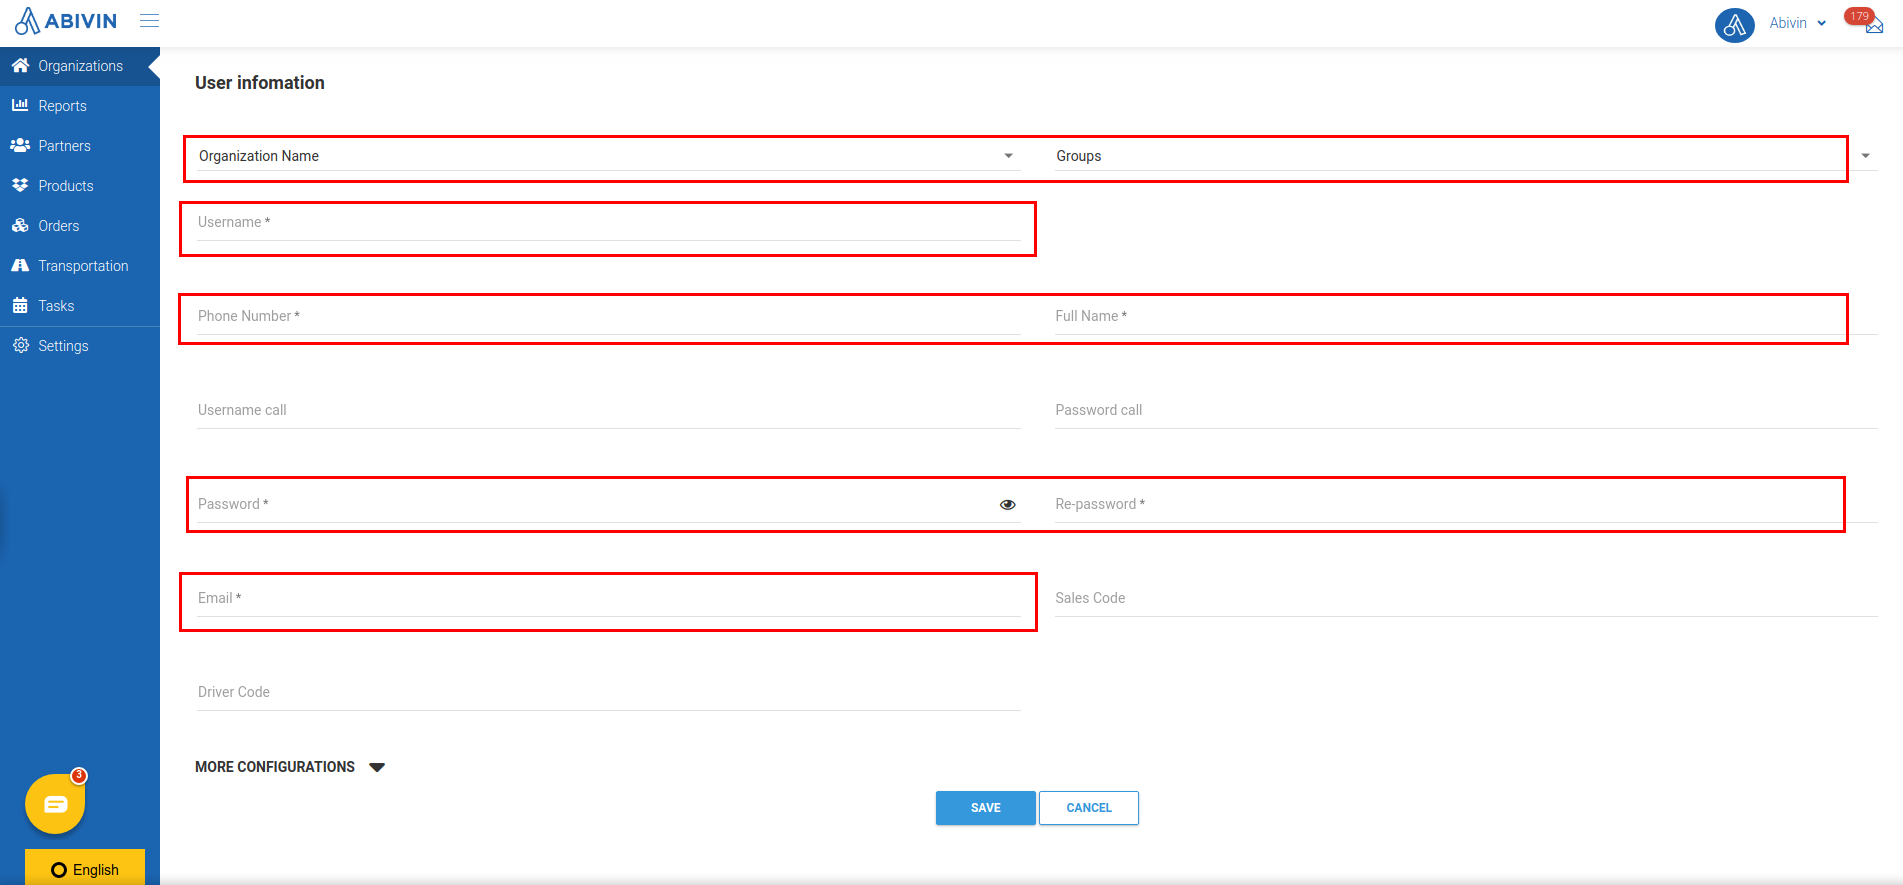 ABIVIN
Abivin
179
Organizations
Reports
Partners
Products
Orders
Transportation
Tasks
Settings
3
English
User infomation
Organization Name Groups
Username *
Phone Number * Full Name *
Username call Password call
Password * Re-password *
Email * Sales Code
Driver Code
MORE CONFIGURATIONS
SAVE CANCEL